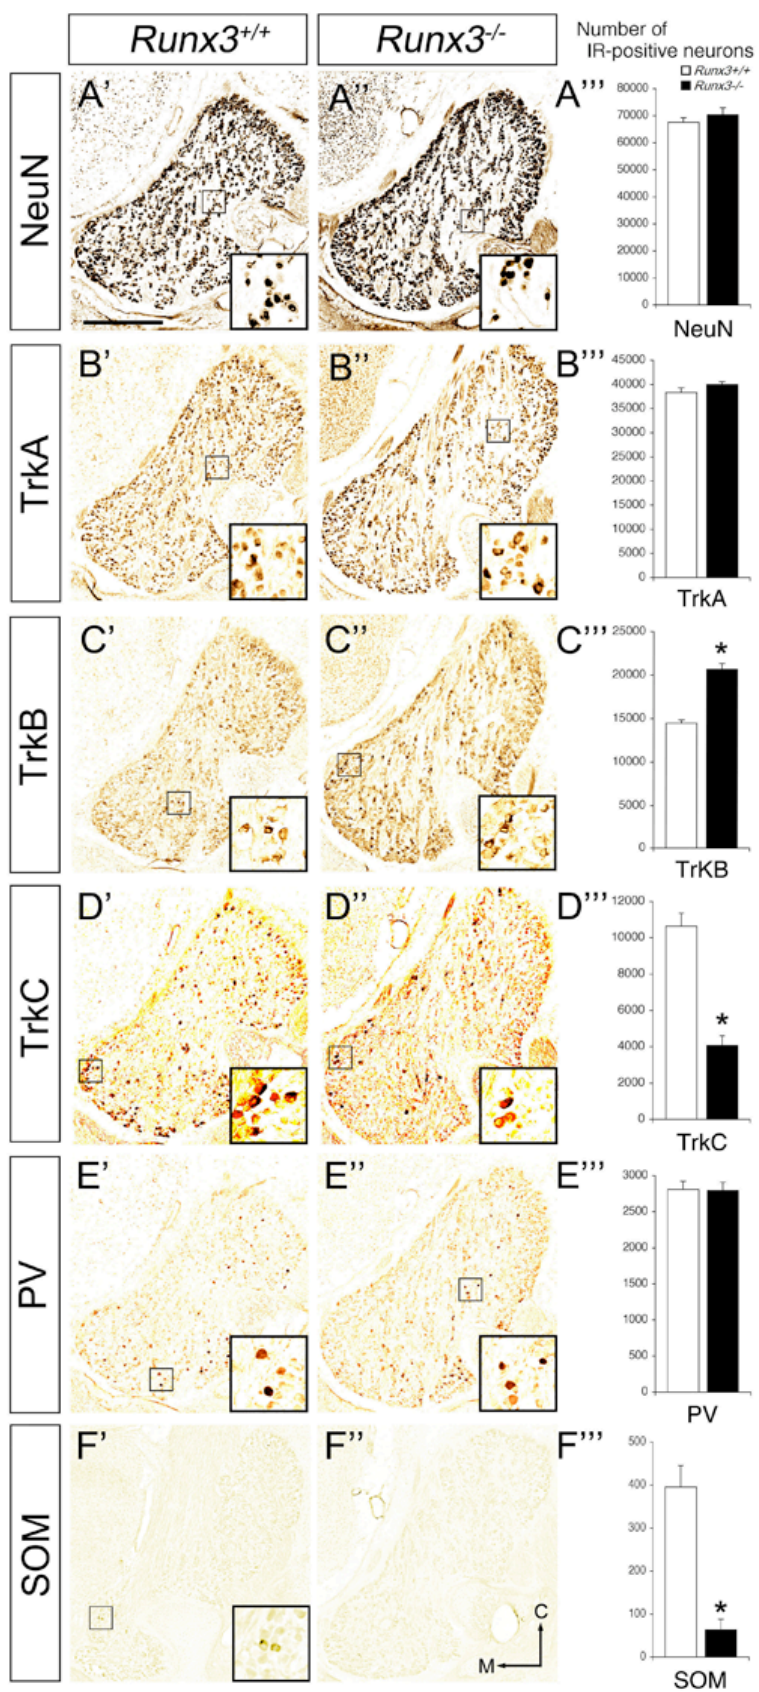 Runx3+/+
Runx3-/-
Number of
IR-positive neurons
Runx3+/+
Runx3-/-
NeuN
A’
A’’
A’’’
80000
70000
60000
50000
40000
30000
20000
10000
0
NeuN
TrkA
B’
B’’
B’’’
45000
40000
35000
30000
25000
20000
15000
10000
5000
0
TrkA
TrkB
C’
C’’
C’’’
25000
20000
15000
10000
5000
0
*
TrKB
TrkC
D’
D’’
D’’’
12000
10000
8000
6000
4000
2000
0
*
TrkC
PV
E’
E’’
E’’’
3000
2500
2000
1500
1000
500
0
PV
SOM
F’
F’’
F’’’
C
M
500
400
300
200
100
0
*
SOM